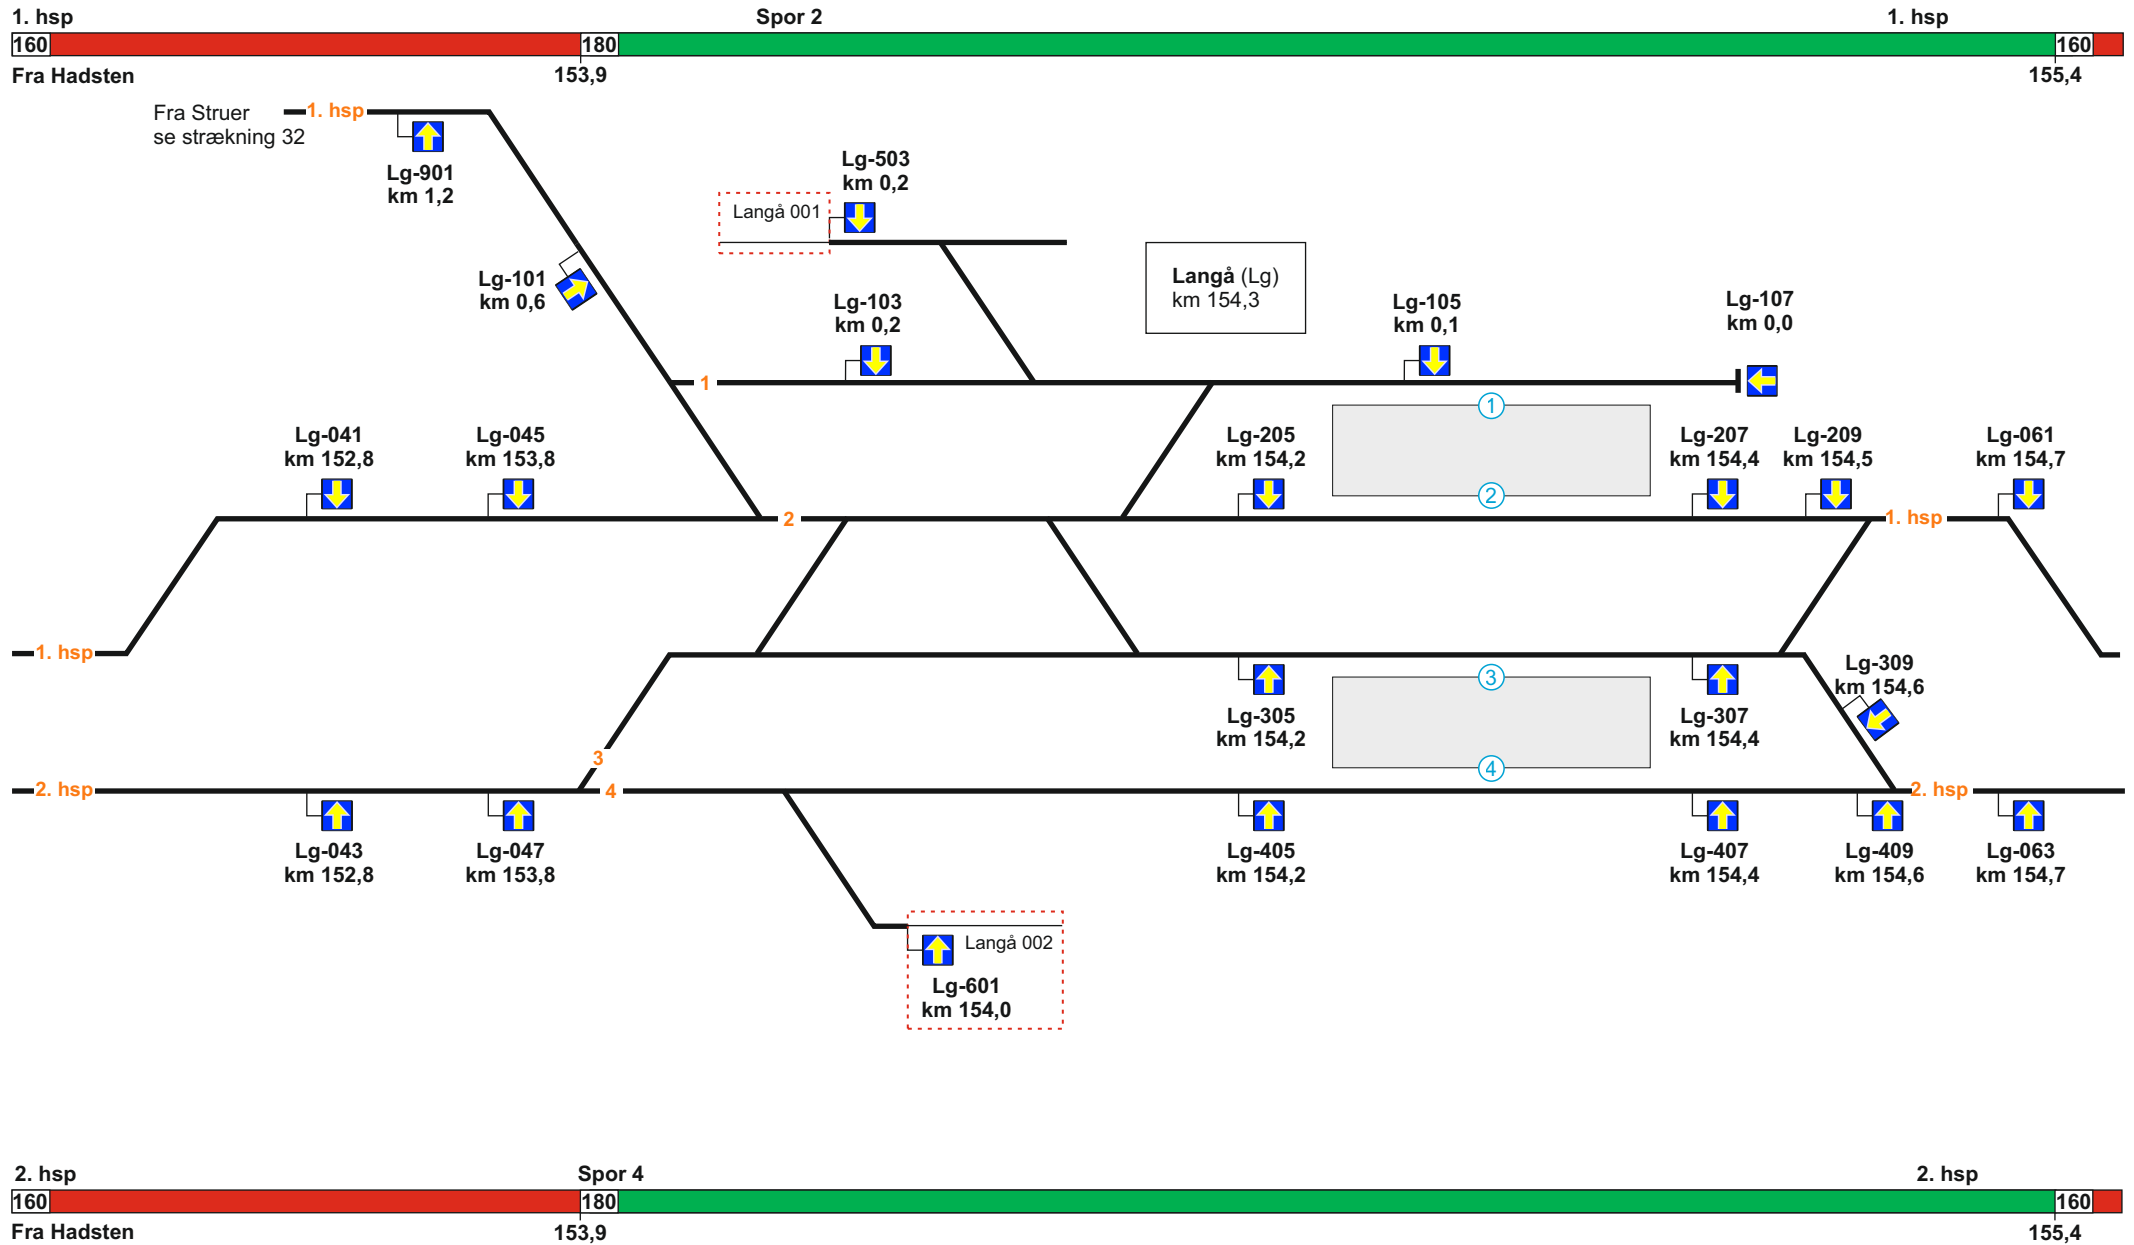 1. hsp
Spor 2
1. hsp
160
180
160
Fra Hadsten
153,9
155,4
Fra Struer
se strækning 32
1. hsp
Lg-901
km 1,2
Lg-503
km 0,2
Langå 001
Lg-101
km 0,6
Langå (Lg)
km 154,3
Lg-103
km 0,2
Lg-105
km 0,1
Lg-107
km 0,0
1
1
Lg-041
km 152,8
Lg-045
km 153,8
Lg-205
km 154,2
Lg-207
km 154,4
Lg-209
km 154,5
Lg-061
km 154,7
2
2
1. hsp
1. hsp
3
Lg-309
km 154,6
Lg-305
km 154,2
Lg-307
km 154,4
3
4
2. hsp
4
2. hsp
Lg-043
km 152,8
Lg-047
km 153,8
Lg-405
km 154,2
Lg-407
km 154,4
Lg-409
km 154,6
Lg-063
km 154,7
Langå 002
Lg-601
km 154,0
2. hsp
Spor 4
2. hsp
160
180
160
Fra Hadsten
153,9
155,4